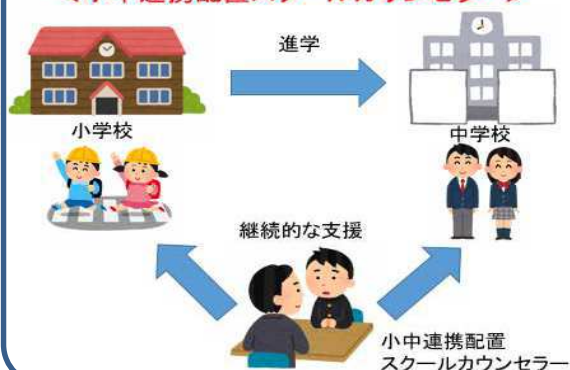 進学
小学校
中学校
継続的な支援
小中連携配置
スクールカウンセラー